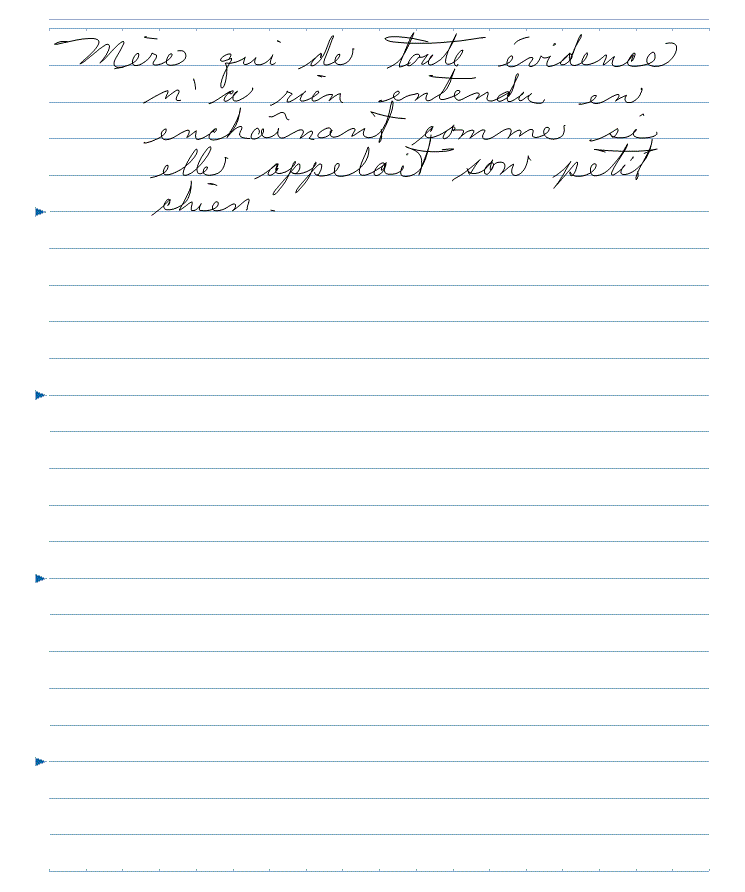 Mère qui de toute évidence
n'a rien entendu en
enchaînant comme si
elle appelait son petit
chien.